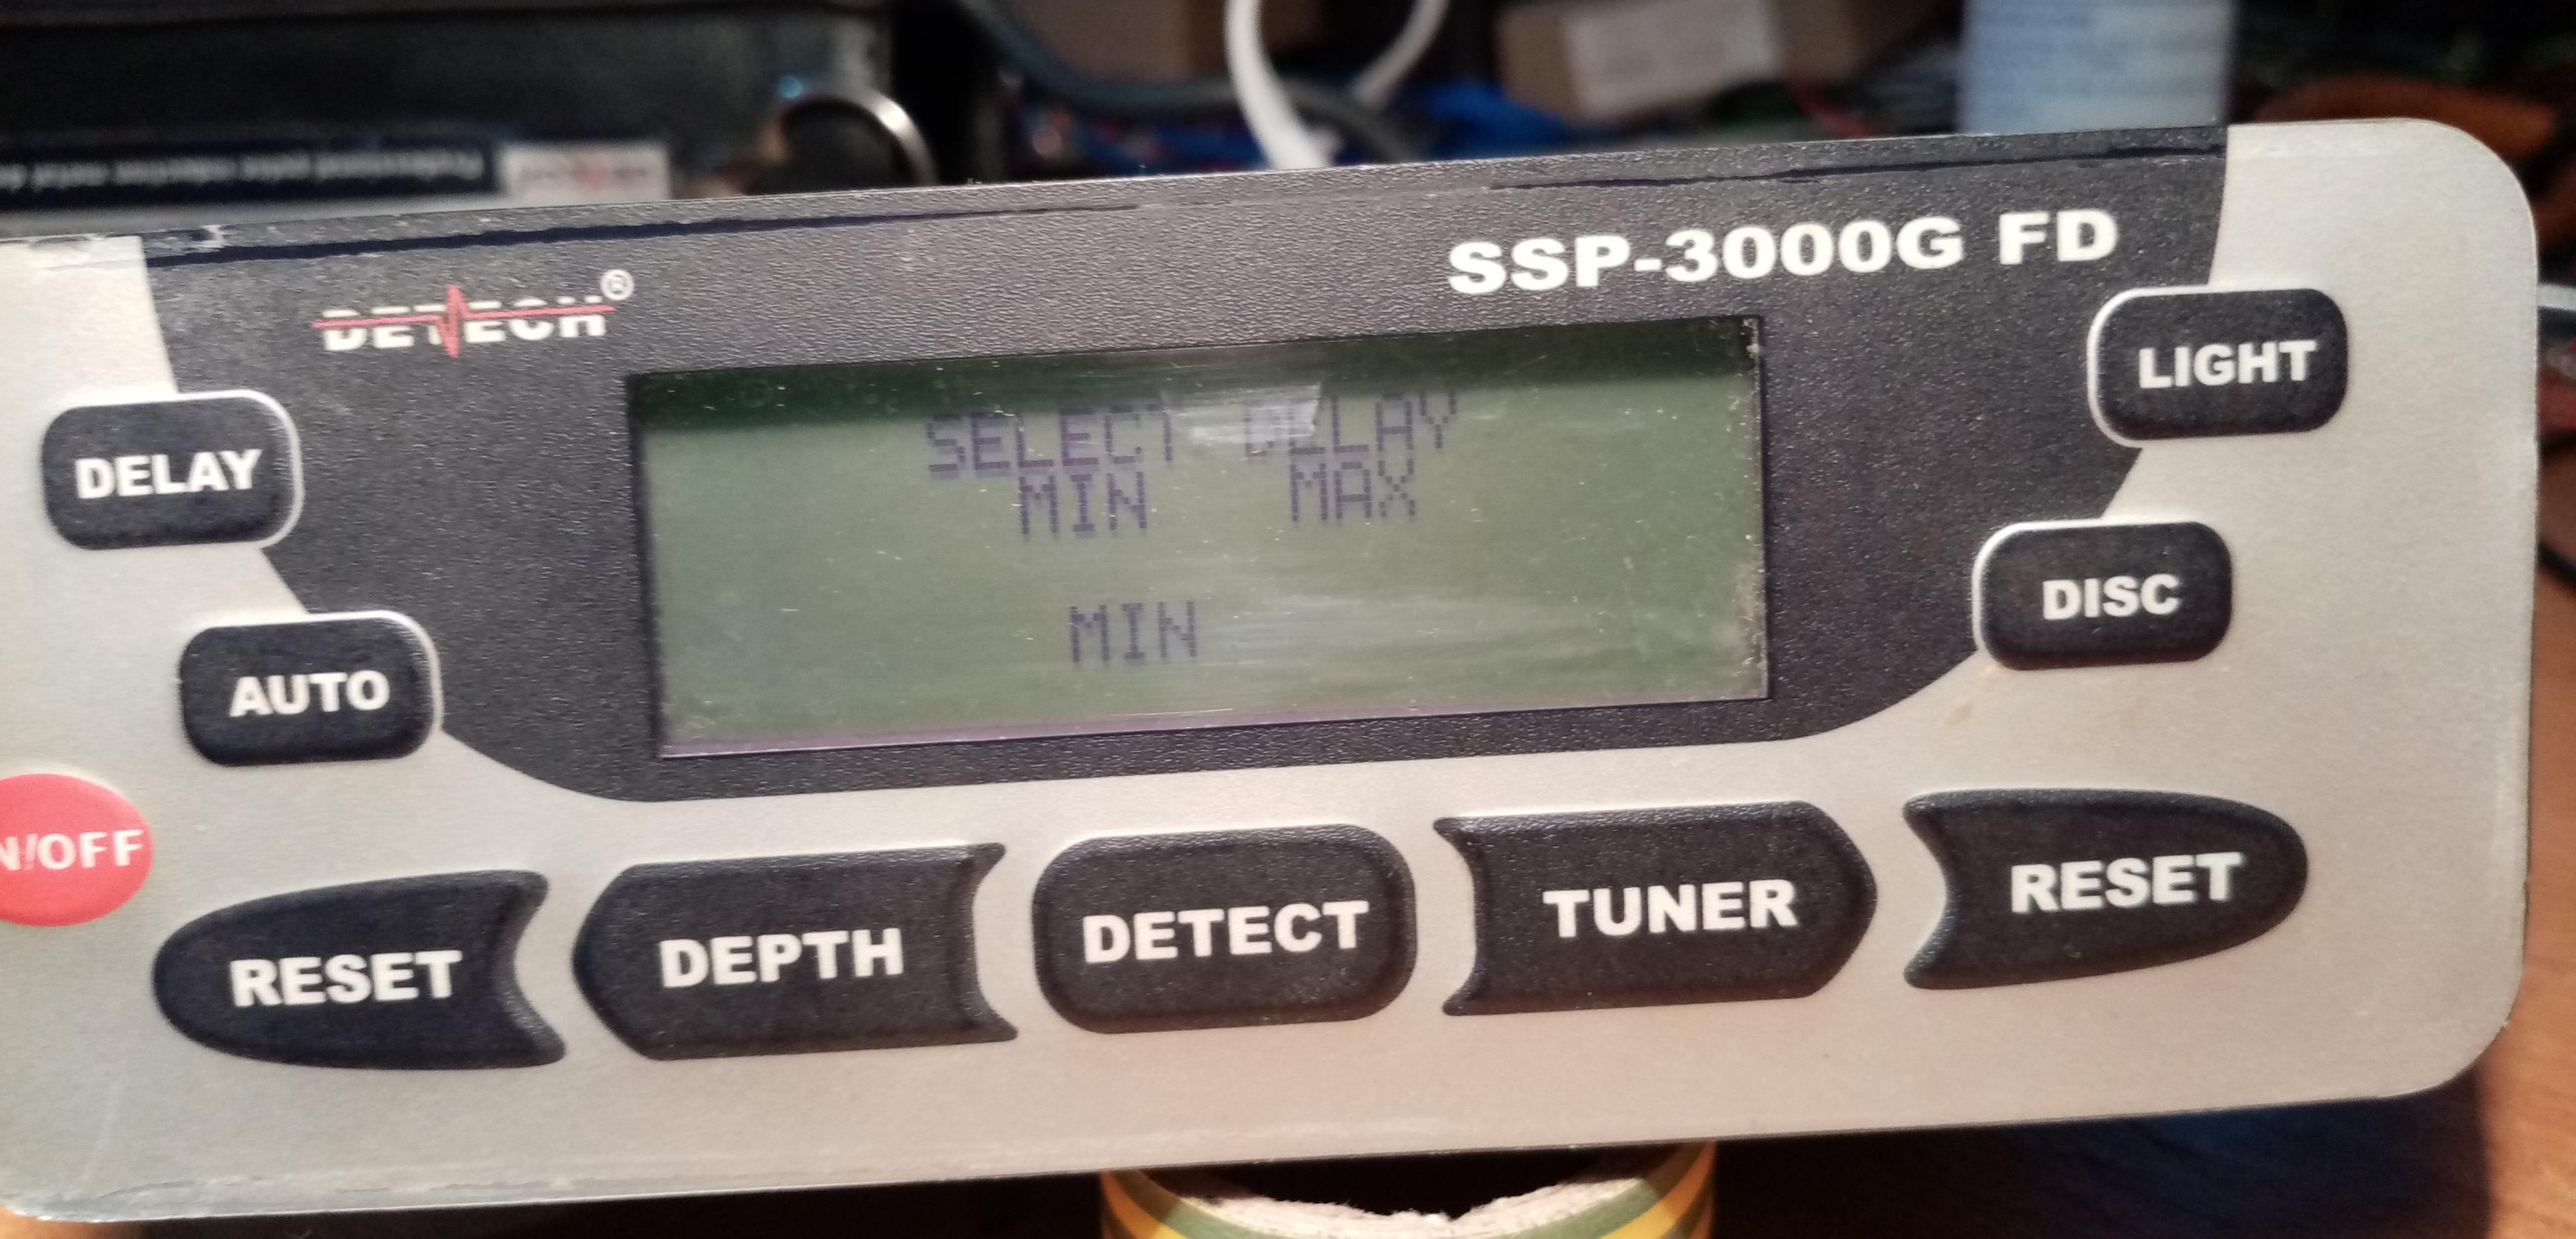 SSP-3000G FD
DETECH®
LIGHT
SELECT DELAY
MIN MAX
MIN
DELAY
DISC
AUTO
N/OFF
RESET
DEPTH
DETECT
TUNER
RESET